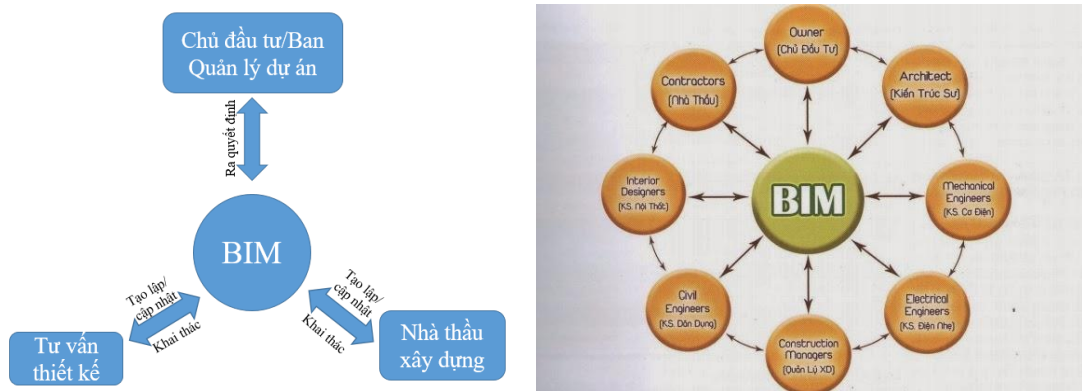 Chủ đầu tư/Ban
Quản lý dự án
Ra quyết định
BIM
Tạo lập/
cập nhật
Khai thác
Tạo lập/
cập nhật
Khai thác
Tư vấn
thiết kế
Nhà thầu
xây dựng
Owner
(Chủ Đầu Tư)
Contractors
(Nhà Thầu)
Architect
(Kiến Trúc Sư)
Interior
Designers
(KS. Nội Thất)
BIM
Mechanical
Engineers
(KS. Cơ Điện)
Civil
Engineers
(KS. Dân Dụng)
Electrical
Engineers
(KS. Điện Nhẹ)
Construction
Managers
(Quản Lý XD)